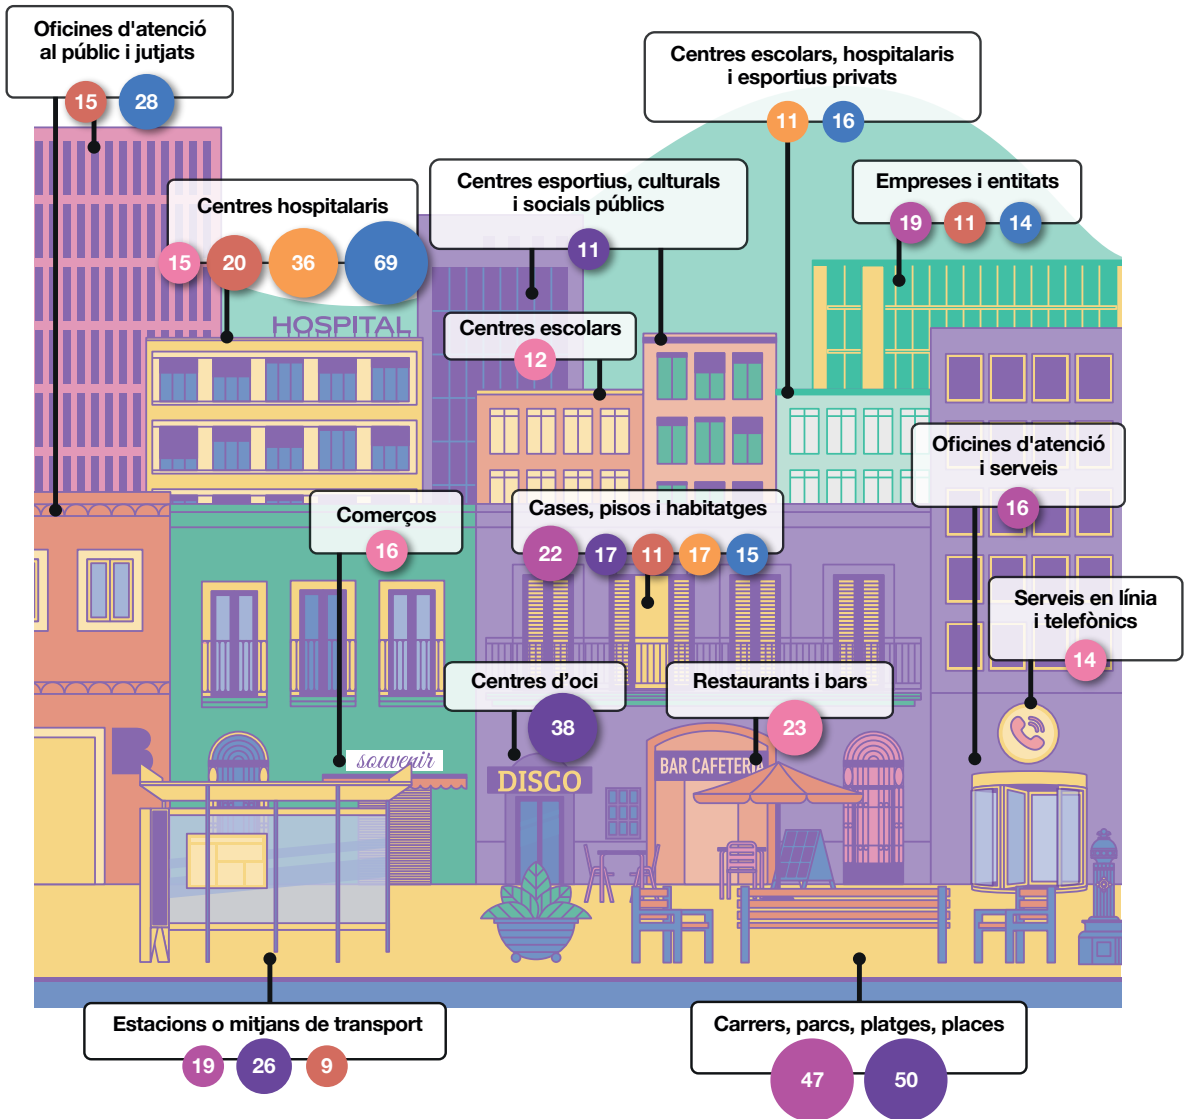 Oficines d'atenció
al públic i jutjats
15 28
Centres escolars, hospitalaris
i esportius privats
11 16
Centres hospitalaris
15 20 36 69
Centres esportius, culturals
i socials públics
11
Empreses i entitats
19 11 14
HOSPITAL
Centres escolars
12
Oficines d'atenció
i serveis
16
Comerços
16
Cases, pisos i habitatges
22 17 11 17 15
Serveis en línia
i telefònics
14
Centres d’oci
38
Restaurants i bars
23
souvenir
DISCO
BAR CAFETERIA
B
Estacions o mitjans de transport
19 26 9
Carrers, parcs, platges, places
47 50